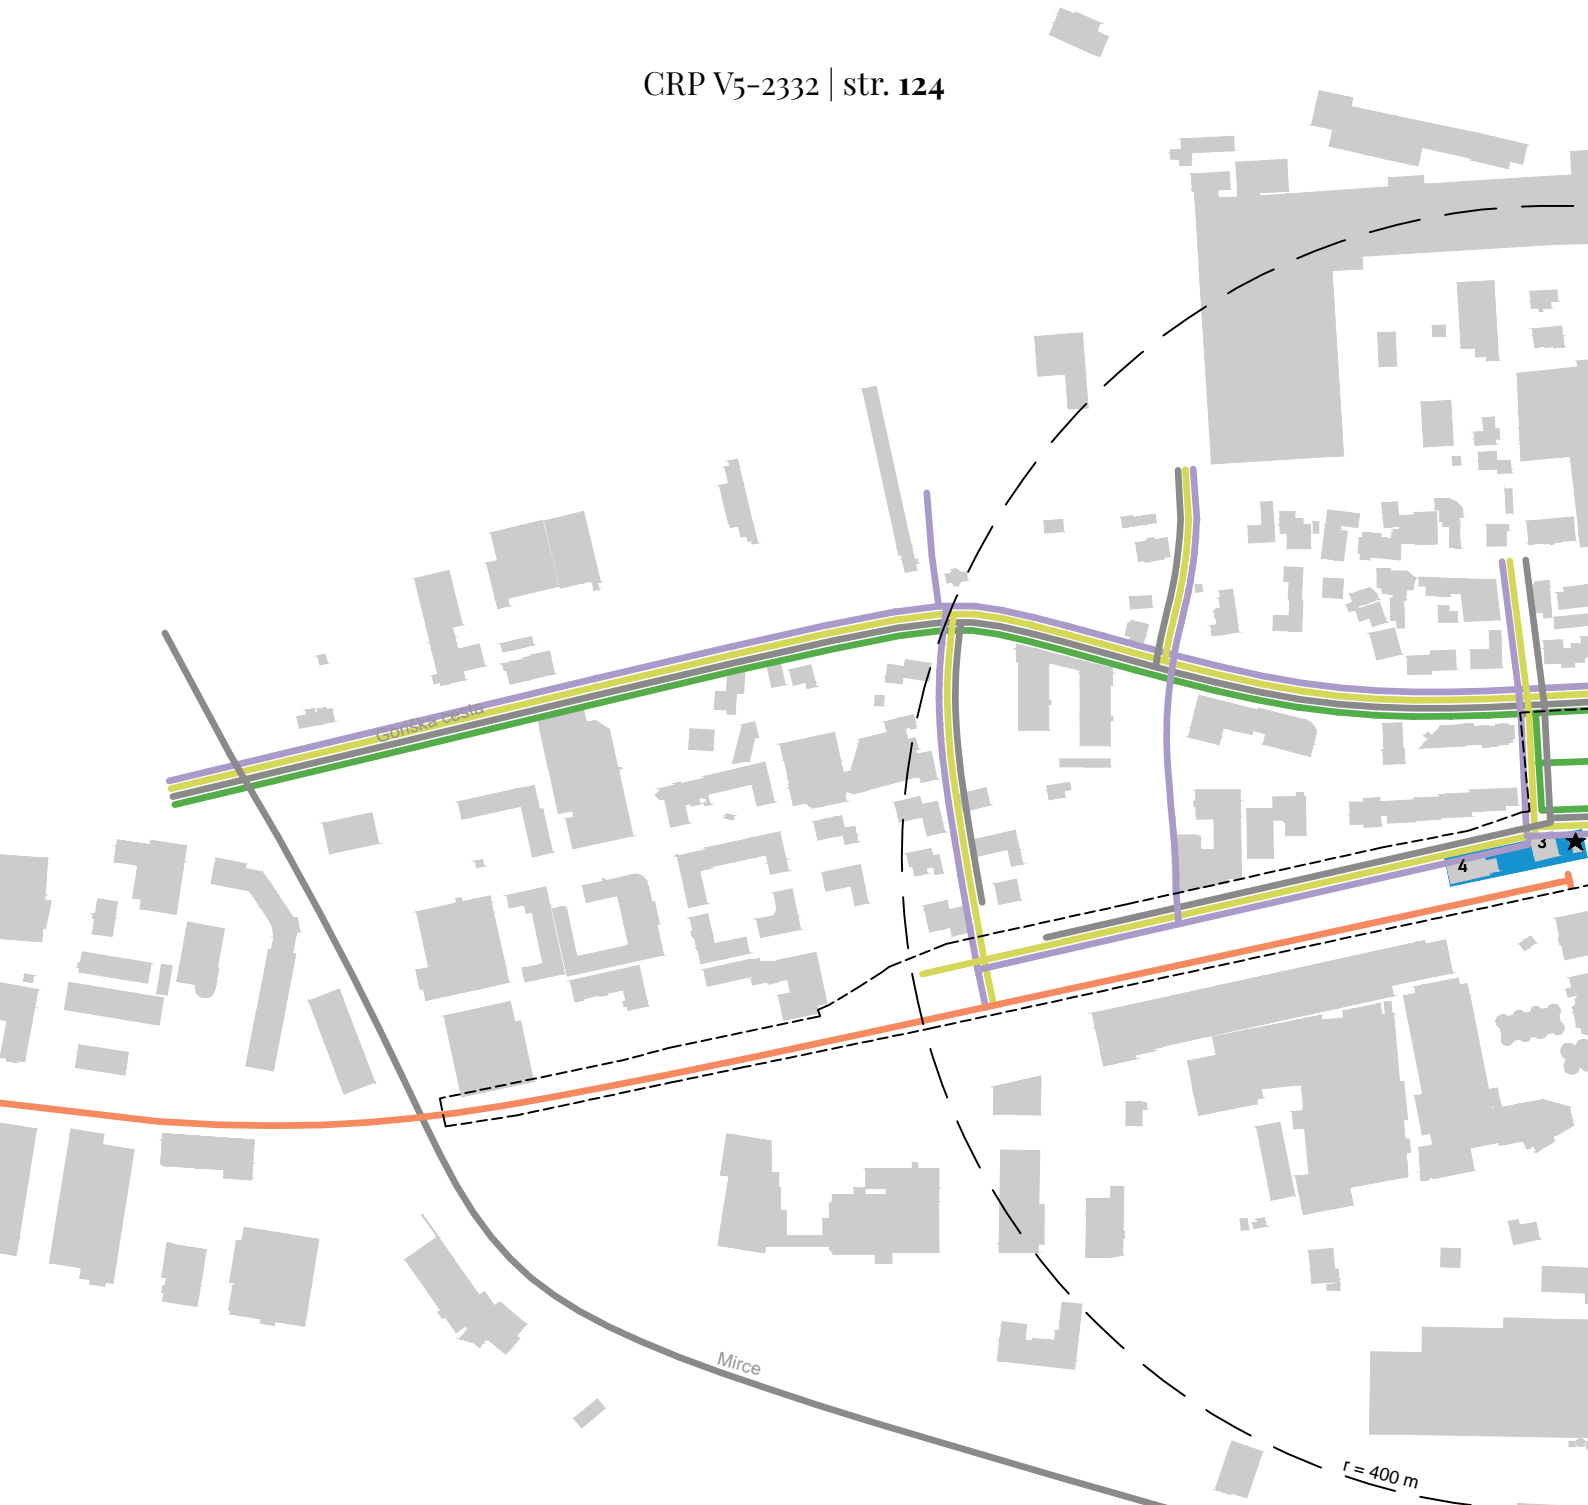 CRP V5-2332 | str. 124
Goriška cesta
3
4
Mirce
r = 400 m